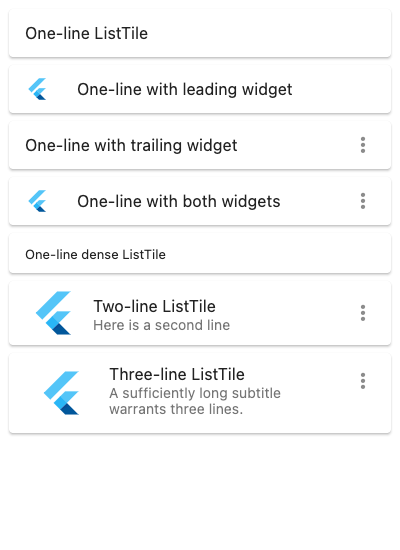 One-line ListTile
One-line with leading widget
One-line with trailing widget
One-line with both widgets
One-line dense ListTile
Two-line ListTile
Here is a second line
Three-line ListTile
A sufficiently long subtitle
warrants three lines.